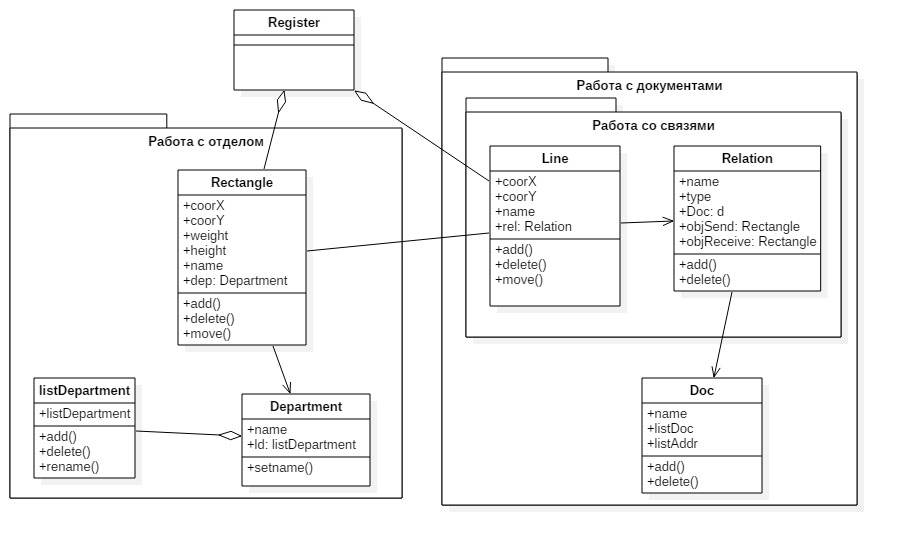 Register
Работа с отделом
Rectangle
+coorX
+coorY
+weight
+height
+name
+dep: Department
+add()
+delete()
+move()
listDepartment
+listDepartment
+add()
+delete()
+rename()
Department
+name
+ld: listDepartment
+setname()
Работа с документами
Работа со связями
Line
+coorX
+coorY
+name
+rel: Relation
+add()
+delete()
+move()
Relation
+name
+type
+Doc: d
+objSend: Rectangle
+objReceive: Rectangle
+add()
+delete()
Doc
+name
+listDoc
+listAddr
+add()
+delete()